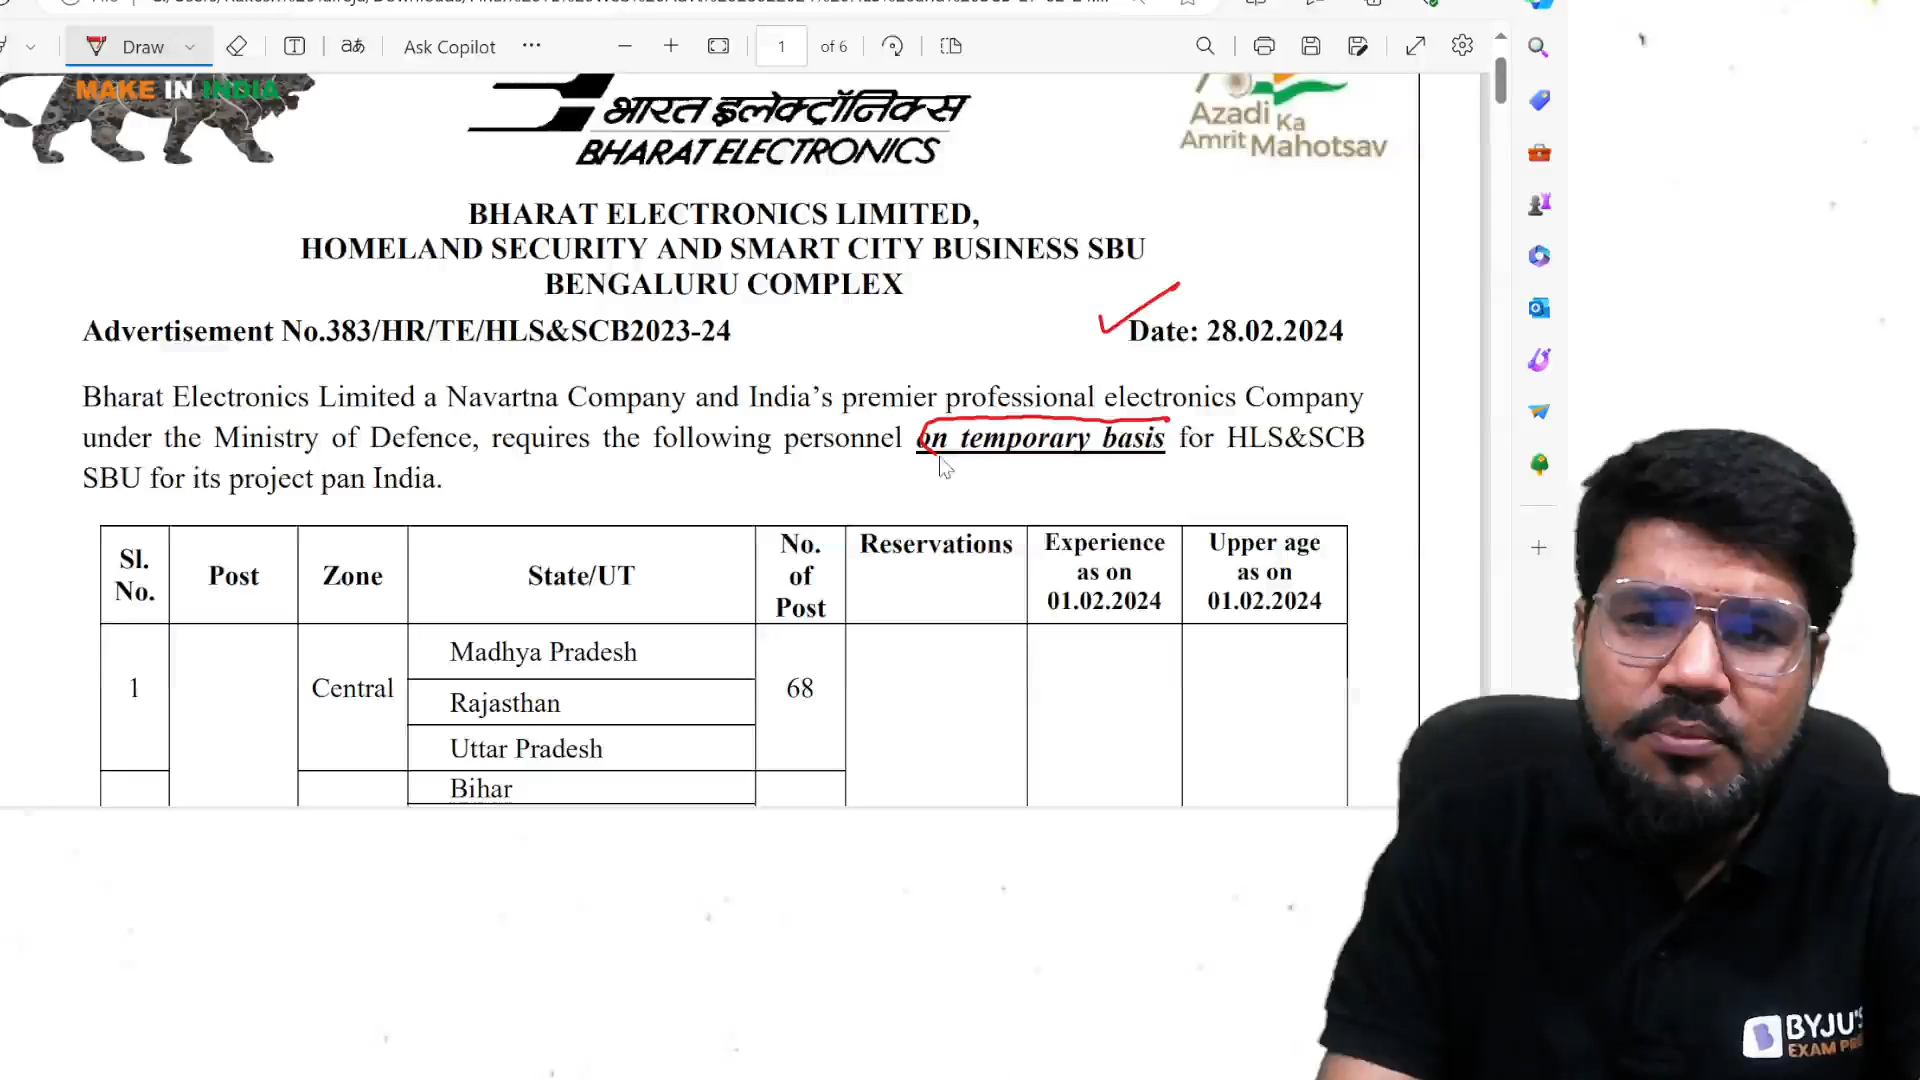 Draw
Ask Copilot
1 of 6
MAKE IN INDIA
भारत इलेक्ट्रॉनिक्स
BHARAT ELECTRONICS
Azadi Ka
Amrit Mahotsav
BHARAT ELECTRONICS LIMITED,
HOMELAND SECURITY AND SMART CITY BUSINESS SBU
BENGALURU COMPLEX
Advertisement No.383/HR/TE/HLS&SCB2023-24 Date: 28.02.2024
Bharat Electronics Limited a Navartna Company and India’s premier professional electronics Company
under the Ministry of Defence, requires the following personnel on temporary basis for HLS&SCB
SBU for its project pan India.
Sl. No. Post Zone State/UT No. of Post Reservations Experience as on 01.02.2024 Upper age as on 01.02.2024
1 Central 68
Madhya Pradesh
Rajasthan
Uttar Pradesh
Bihar
BYJU'S
EXAM PRE